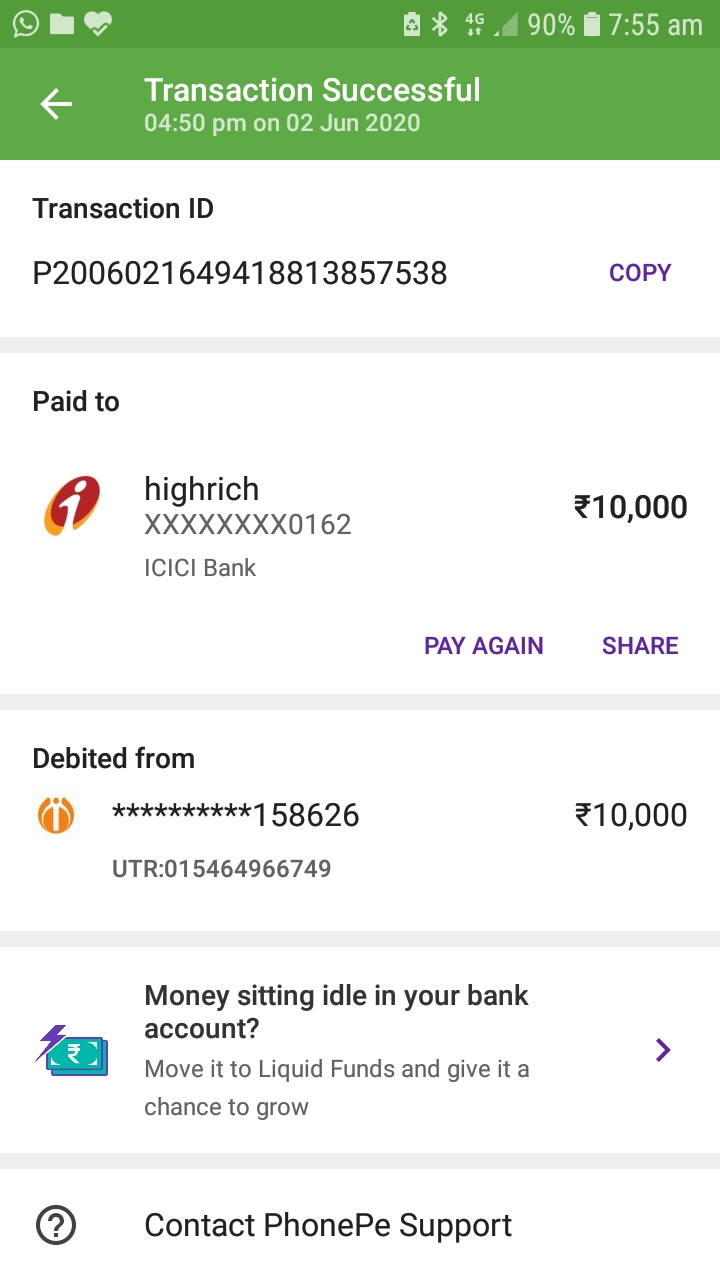 4G 90% 7:55 am
Transaction Successful
04:50 pm on 02 Jun 2020
Transaction ID
P2006021649418813857538 COPY
Paid to
highrich
XXXXXXXX0162
₹10,000
ICICI Bank
PAY AGAIN SHARE
Debited from
**********158626 ₹10,000
UTR:015464966749
Money sitting idle in your bank
account?
Move it to Liquid Funds and give it a
chance to grow
Contact PhonePe Support